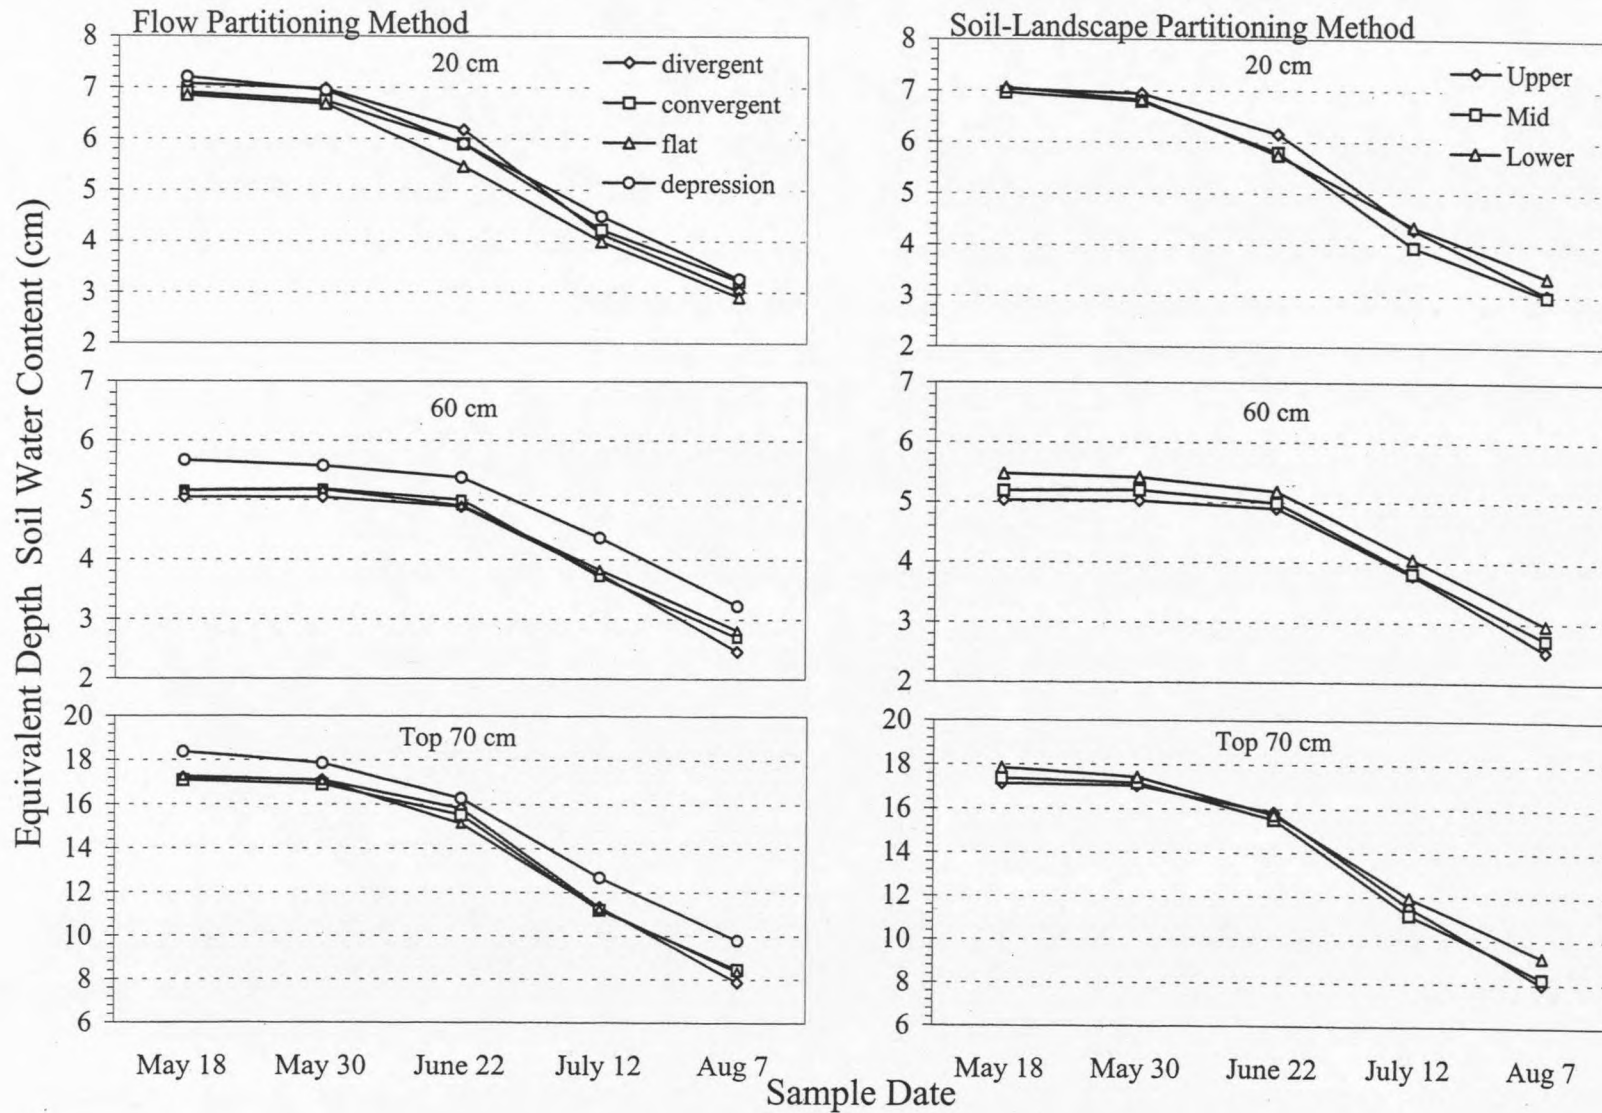 Flow Partitioning Method
Soil-Landscape Partitioning Method
Equivalent Depth Soil Water Content (cm)
8
7
6
5
4
3
2
20 cm
divergent
convergent
flat
depression
8
7
6
5
4
3
2
20 cm
Upper
Mid
Lower
7
6
5
4
3
2
60 cm
7
6
5
4
3
2
60 cm
20
18
16
14
12
10
8
6
Top 70 cm
20
18
16
14
12
10
8
6
Top 70 cm
May 18 May 30 June 22 July 12 Aug 7
May 18 May 30 June 22 July 12 Aug 7
Sample Date